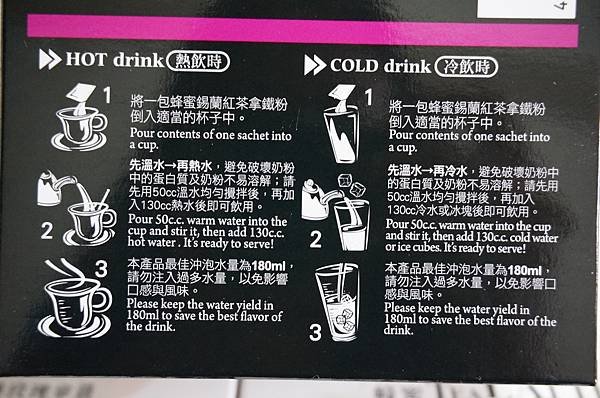 HOT drink 熱飲時
1
將一包蜂蜜錫蘭紅茶拿鐵粉
倒入適當的杯子中。
Pour contents of one sachet into
a cup.
2
先溫水→再熱水，避免破壞奶粉
中的蛋白質及奶粉不易溶解；請
先用50cc溫水均勻攪拌後，再加
入130cc熱水後即可飲用。
Pour 50c.c. warm water into the
cup and stir it, then add 130c.c.
hot water . It's ready to serve!
3
本產品最佳沖泡水量為180ml，
請勿注入過多水量，以免影響
口感與風味。
Please keep the water yield in
180ml to save the best flavor of
the drink.
COLD drink 冷飲時
1
將一包蜂蜜錫蘭紅茶拿鐵粉
倒入適當的杯子中。
Pour contents of one sachet into
a cup.
2
先溫水→再冷水，避免破壞奶粉中
的蛋白質及奶粉不易溶解；請先用
50cc溫水均勻攪拌後，再加入
130cc冷水或冰塊後即可飲用。
Pour 50c.c. warm water into the cup
and stir it, then add 130c.c. cold water
or ice cubes. It's ready to serve!
3
本產品最佳沖泡水量為180ml，
請勿注入過多水量，以免影響
口感與風味。
Please keep the water yield in
180ml to save the best flavor of the
drink.
4